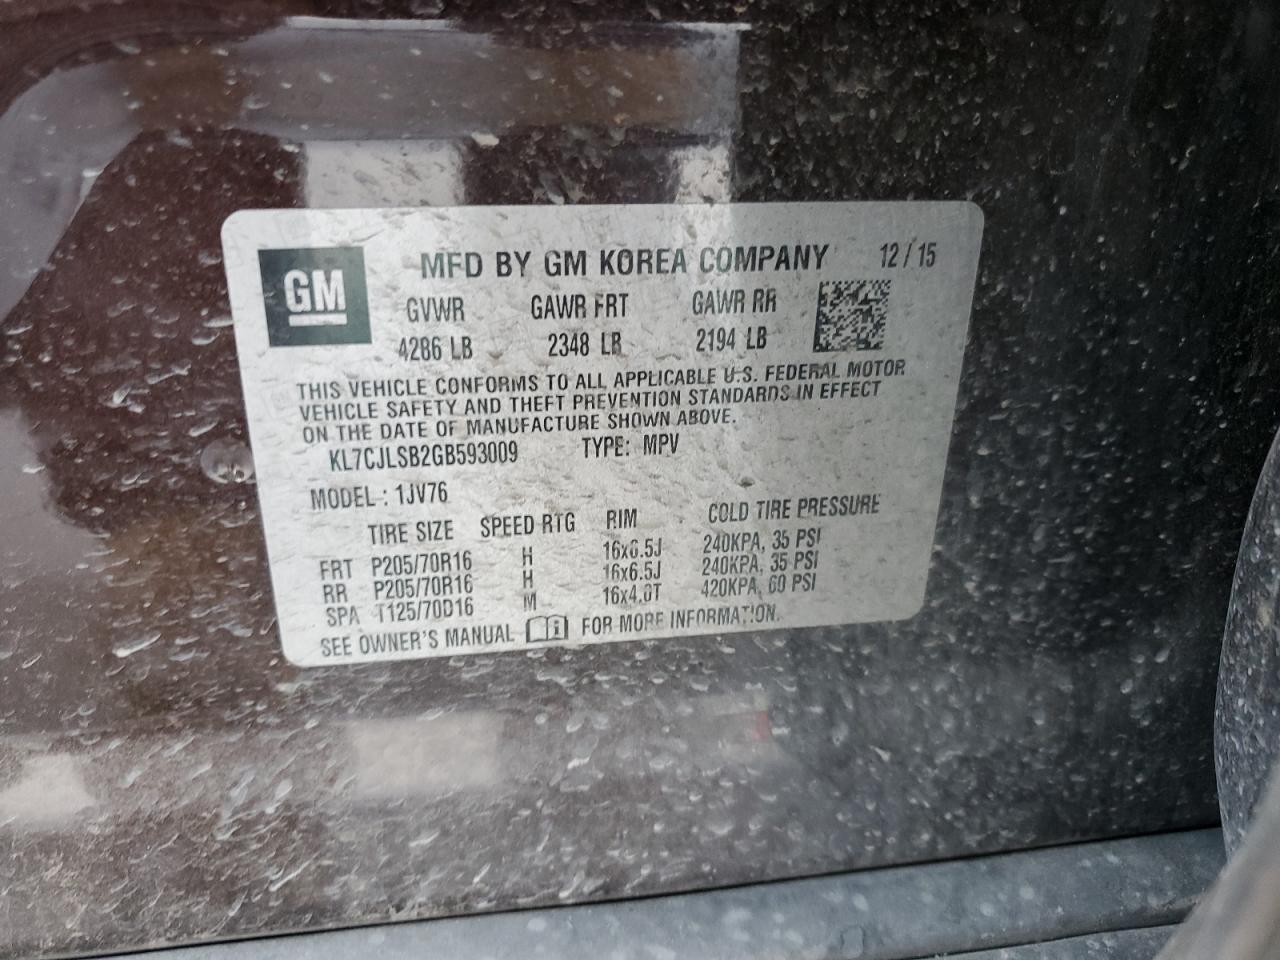 GM
MFD BY GM KOREA COMPANY 12/15
GVWR GAWR FRT GAWR RR
4286 LB 2348 LB 2194 LB
THIS VEHICLE CONFORMS TO ALL APPLICABLE U.S. FEDERAL MOTOR
VEHICLE SAFETY AND THEFT PREVENTION STANDARDS IN EFFECT
ON THE DATE OF MANUFACTURE SHOWN ABOVE.
KL7CJLSB2GB593009 TYPE: MPV
MODEL: 1JV76
TIRE SIZE SPEED RTG RIM COLD TIRE PRESSURE
FRT P205/70R16 H 16x6.5J 240KPA, 35 PSI
RR P205/70R16 H 16x6.5J 240KPA, 35 PSI
SPA T125/70D16 M 16x4.0T 420KPA, 60 PSI
SEE OWNER'S MANUAL FOR MORE INFORMATION.